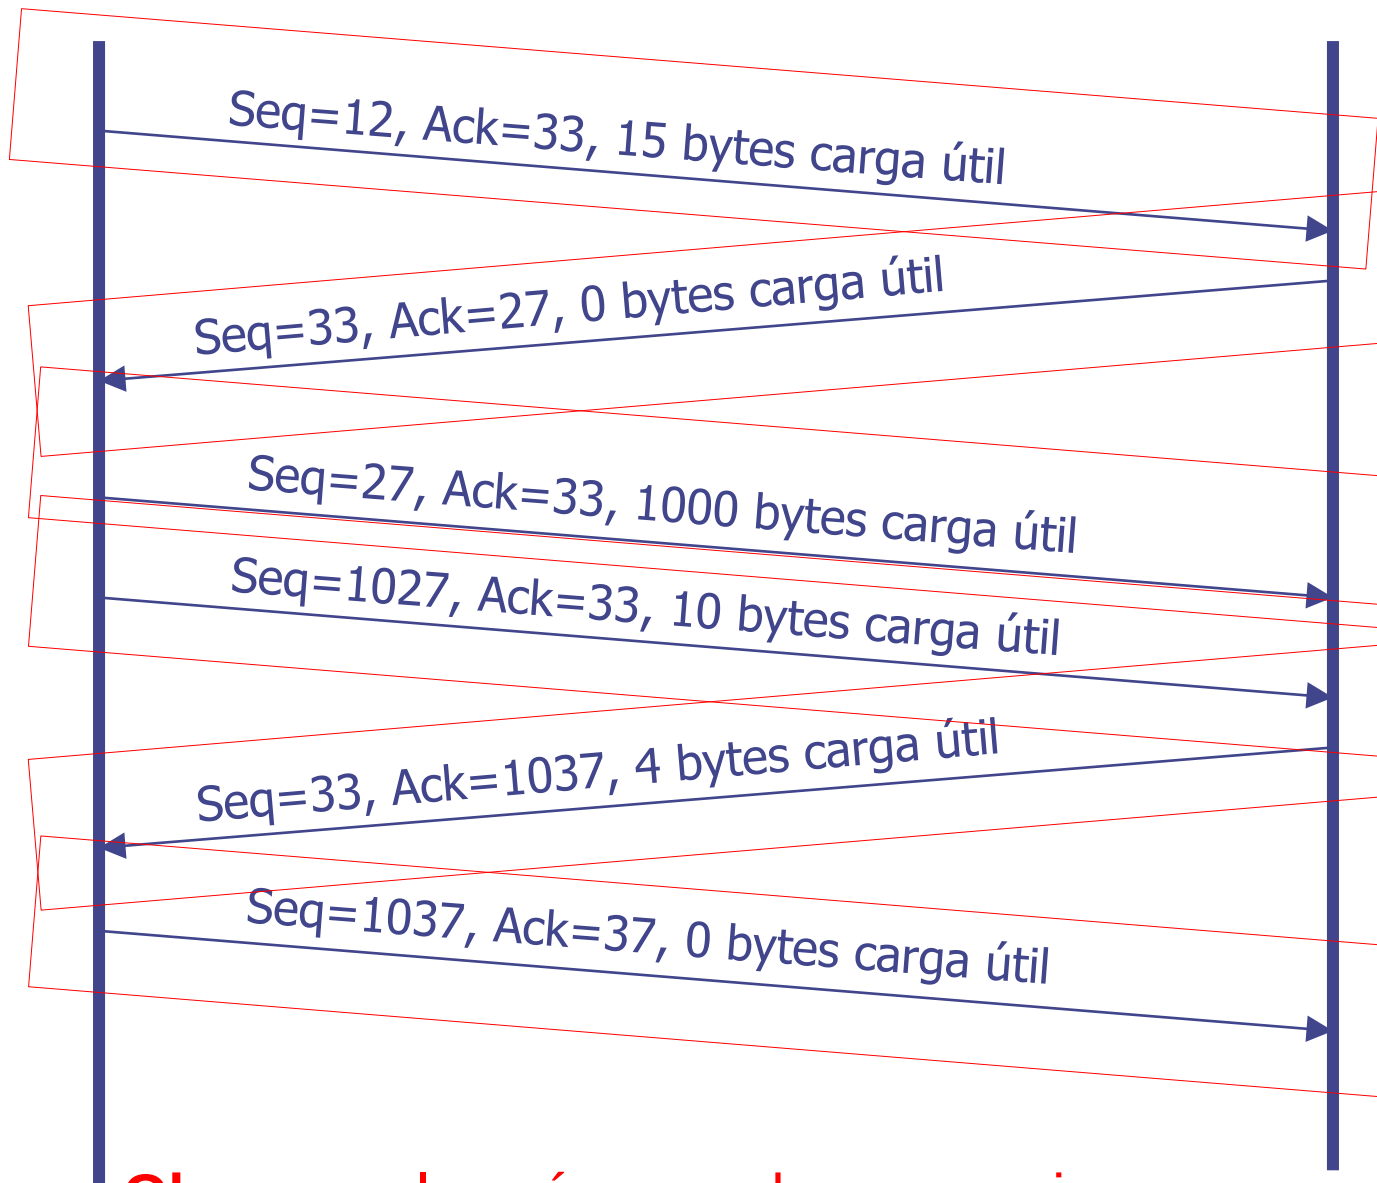 Seq=12, Ack=33, 15 bytes carga útil
Seq=33, Ack=27, 0 bytes carga útil
Seq=27, Ack=33, 1000 bytes carga útil
Seq=1027, Ack=33, 10 bytes carga útil
Seq=33, Ack=1037, 4 bytes carga útil
Seq=1037, Ack=37, 0 bytes carga útil